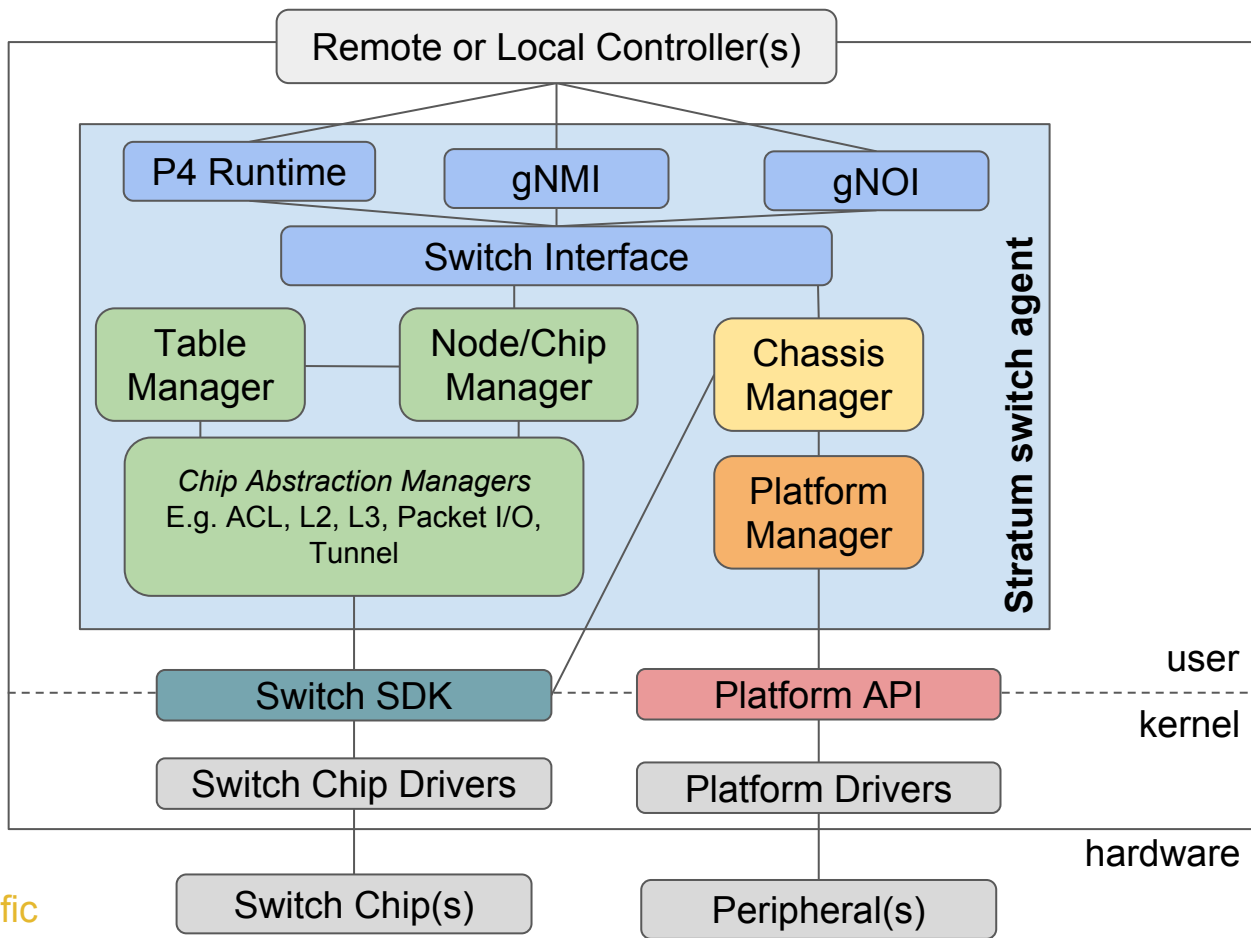 Remote or Local Controller(s)
P4 Runtime
gNMI
gNOI
Switch Interface
Table
Manager
Node/Chip
Manager
Chassis
Manager
Chip Abstraction Managers
E.g. ACL, L2, L3, Packet I/O,
Tunnel
Platform
Manager
Stratum switch agent
user
Switch SDK
Platform API
kernel
Switch Chip Drivers
Platform Drivers
hardware
Switch Chip(s)
Peripheral(s)
fic